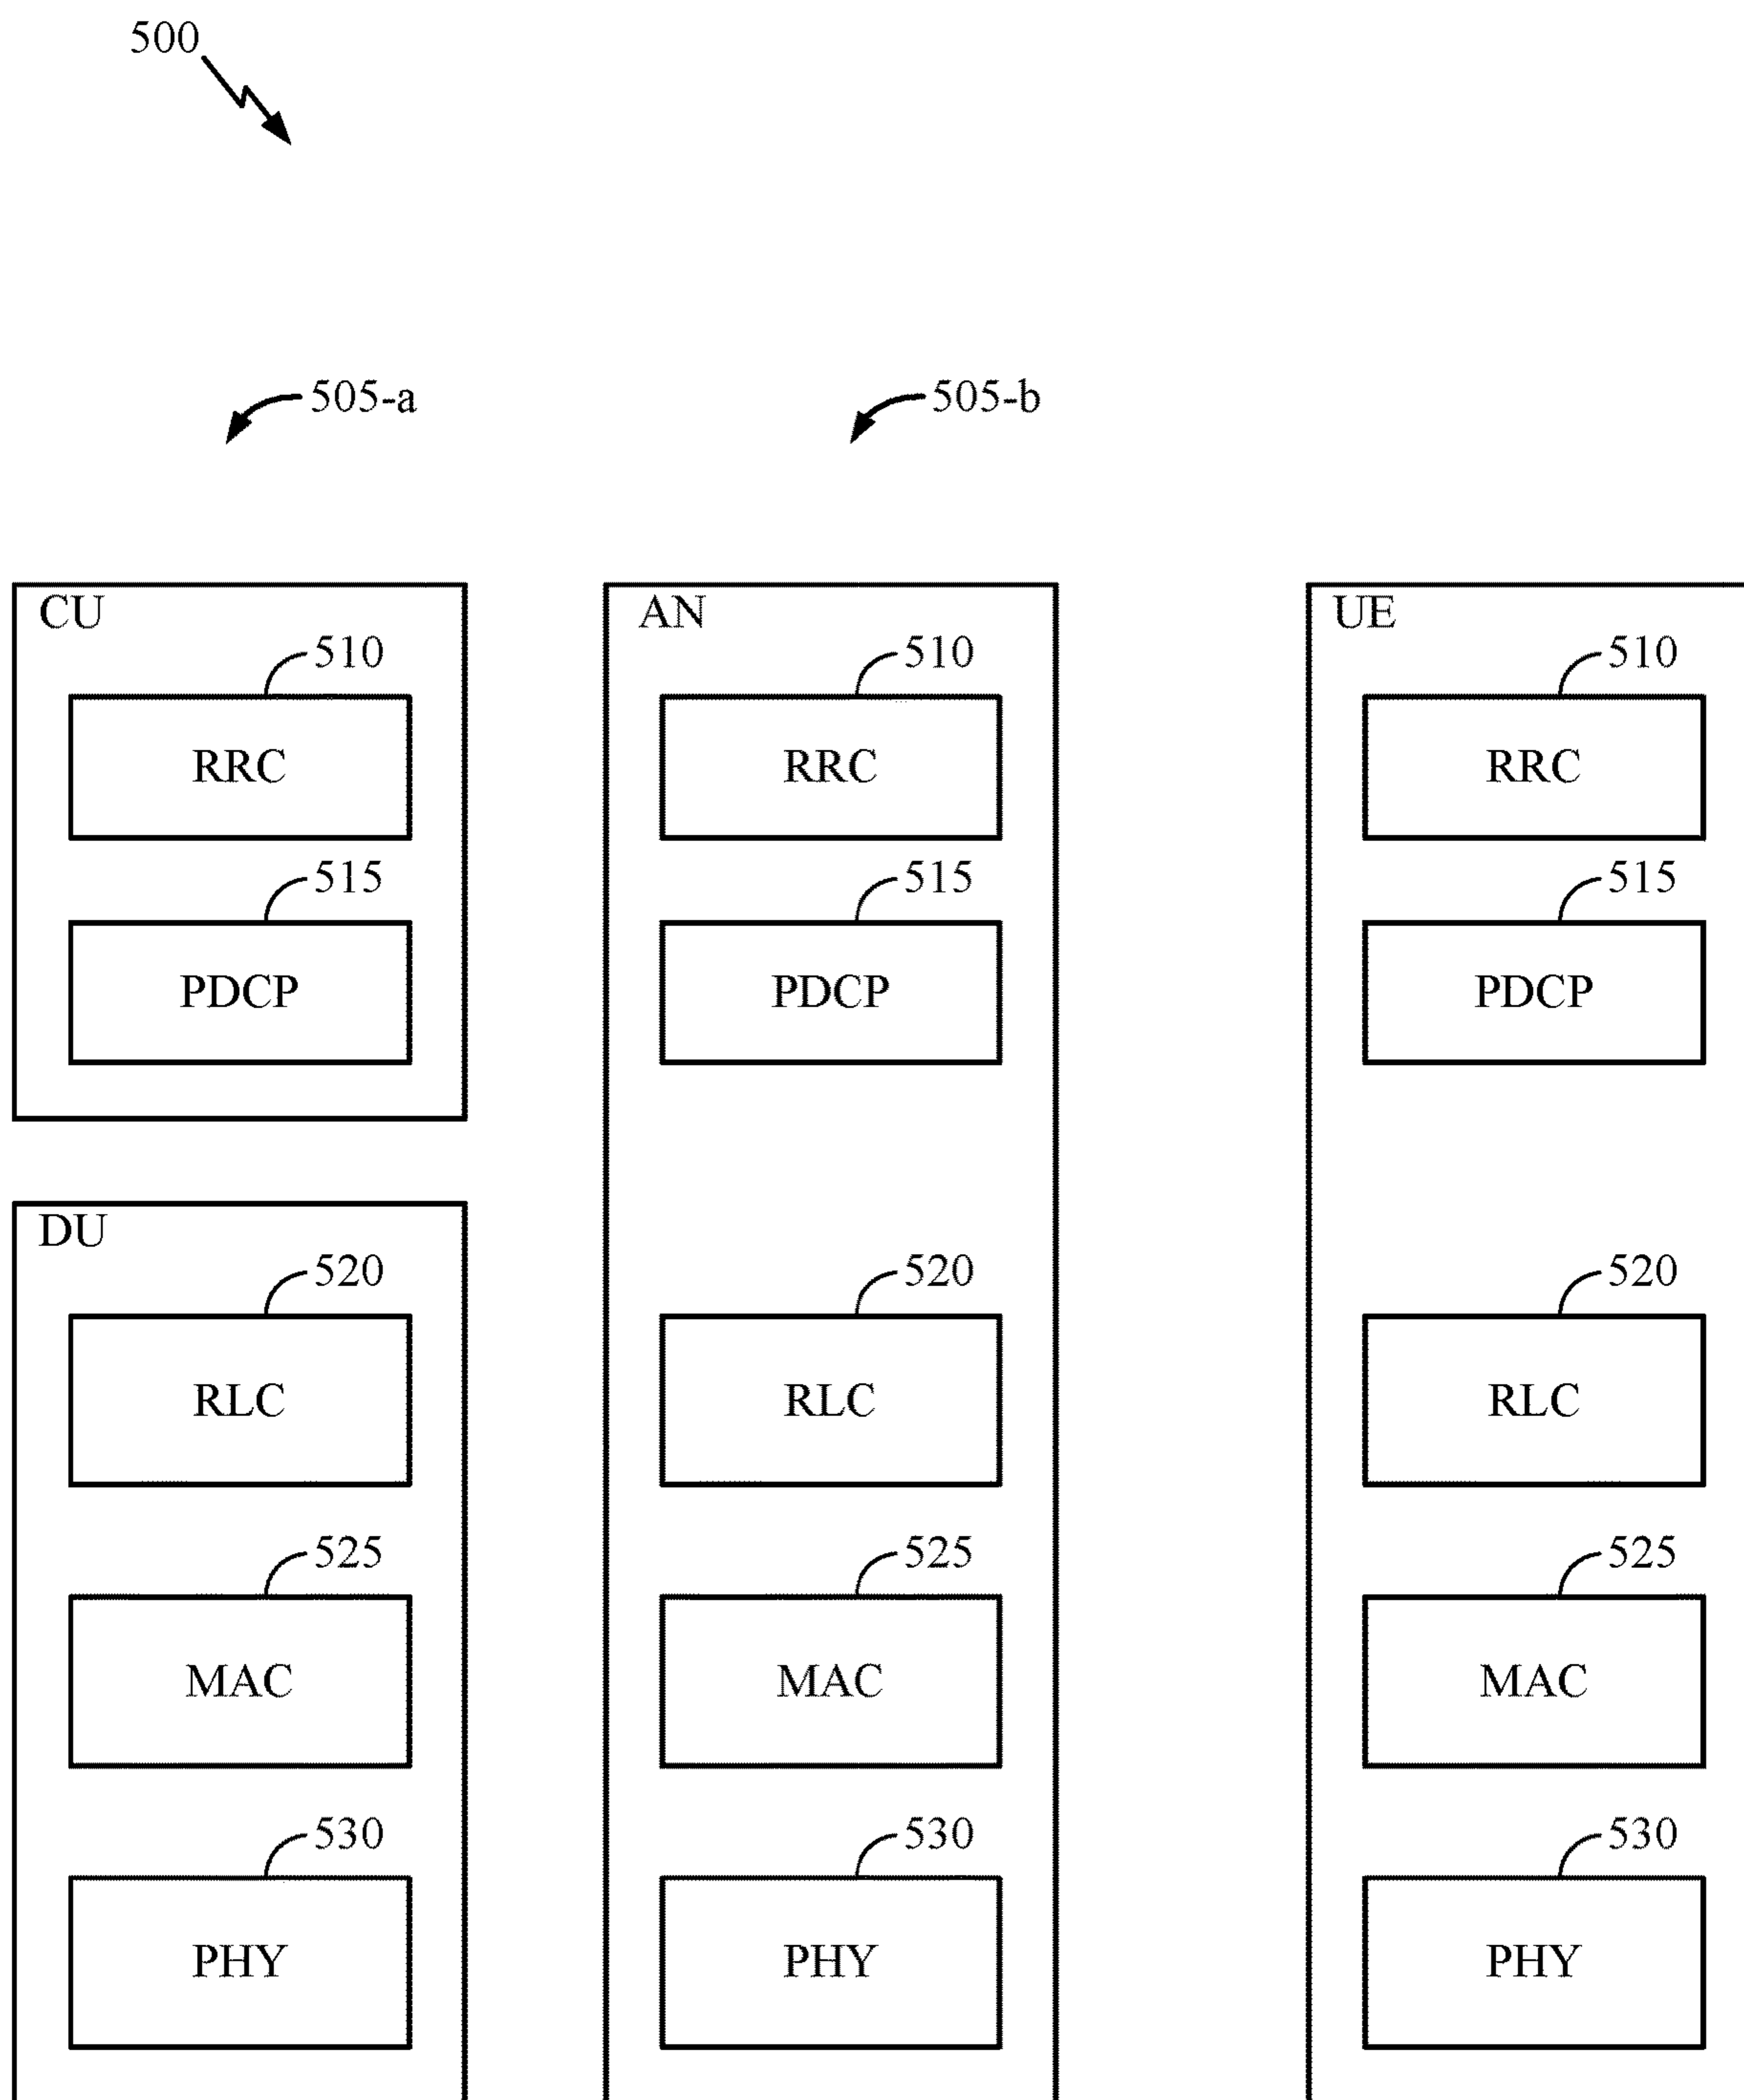 500
505-a 505-b
CU AN UE
510 510 510
RRC RRC RRC
515 515 515
PDCP PDCP PDCP
DU
520 520 520
RLC RLC RLC
525 525 525
MAC MAC MAC
530 530 530
PHY PHY PHY